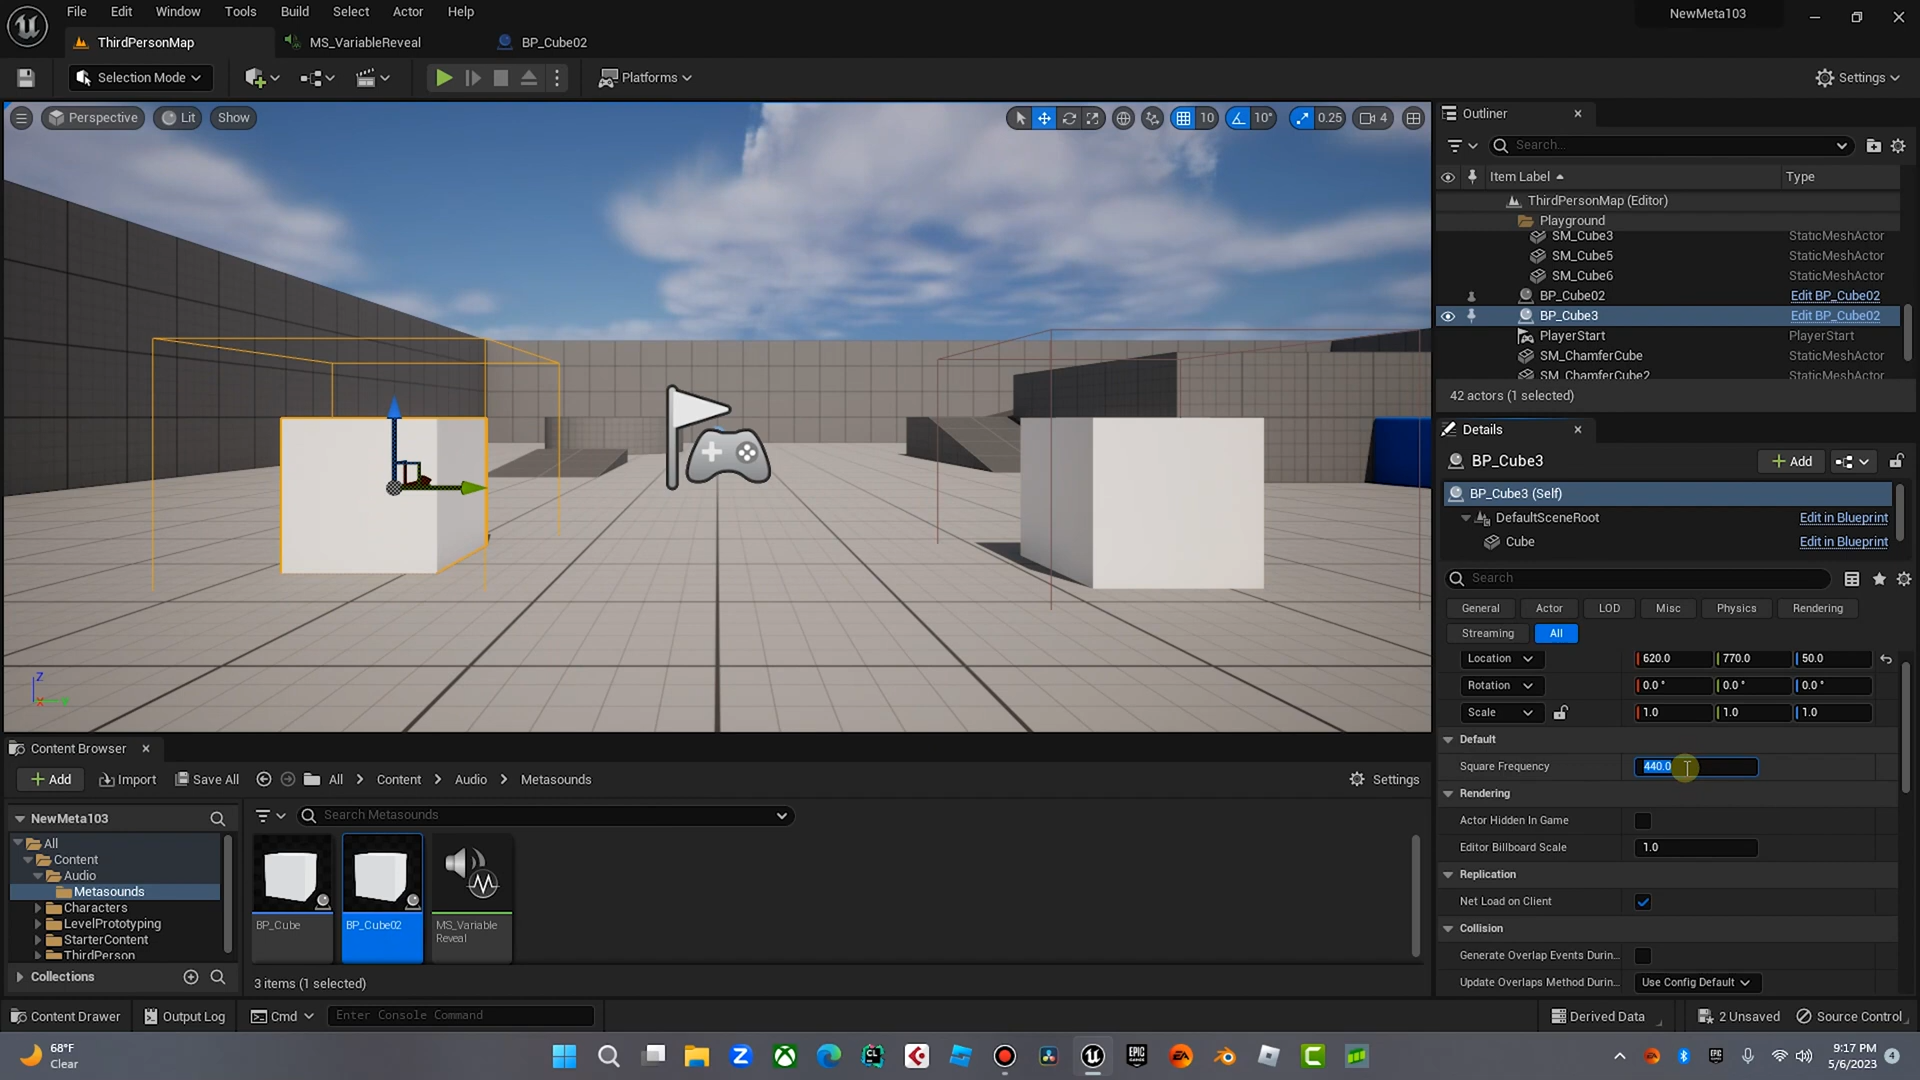 File Edit Window Tools Build Select Actor Help
NewMeta103
ThirdPersonMap
MS_VariableReveal
BP_Cube02
Selection Mode
Platforms
Settings
Perspective Lit Show
10 10° 0.25 4
Z
Outliner
Search...
Item Label Type
ThirdPersonMap (Editor)
Playground
SM_Cube3 StaticMeshActor
SM_Cube5 StaticMeshActor
SM_Cube6 StaticMeshActor
BP_Cube02 Edit BP_Cube02
BP_Cube3 Edit BP_Cube02
PlayerStart PlayerStart
SM_ChamferCube StaticMeshActor
SM_ChamferCube2 StaticMeshActor
42 actors (1 selected)
Details
BP_Cube3
Add
BP_Cube3 (Self)
DefaultSceneRoot Edit in Blueprint
Cube Edit in Blueprint
Search
General Actor LOD Misc Physics Rendering
Streaming All
Location 620.0 770.0 50.0
Rotation 0.0° 0.0° 0.0°
Scale 1.0 1.0 1.0
Default
Square Frequency 440.0
Rendering
Actor Hidden In Game
Editor Billboard Scale 1.0
Replication
Net Load on Client
Collision
Generate Overlap Events Durin...
Update Overlaps Method Durin... Use Config Default
Content Browser
Add Import Save All All Content Audio Metasounds Settings
NewMeta103
All
Content
Audio
Metasounds
Characters
LevelPrototyping
StarterContent
ThirdPerson
Collections
Search Metasounds
BP_Cube
BP_Cube02
MS_Variable
Reveal
3 items (1 selected)
Content Drawer Output Log Cmd Enter Console Command
Derived Data 2 Unsaved Source Control
68°F
Clear
CL
EPIC
GAMES
EA
9:17 PM
5/6/2023
4